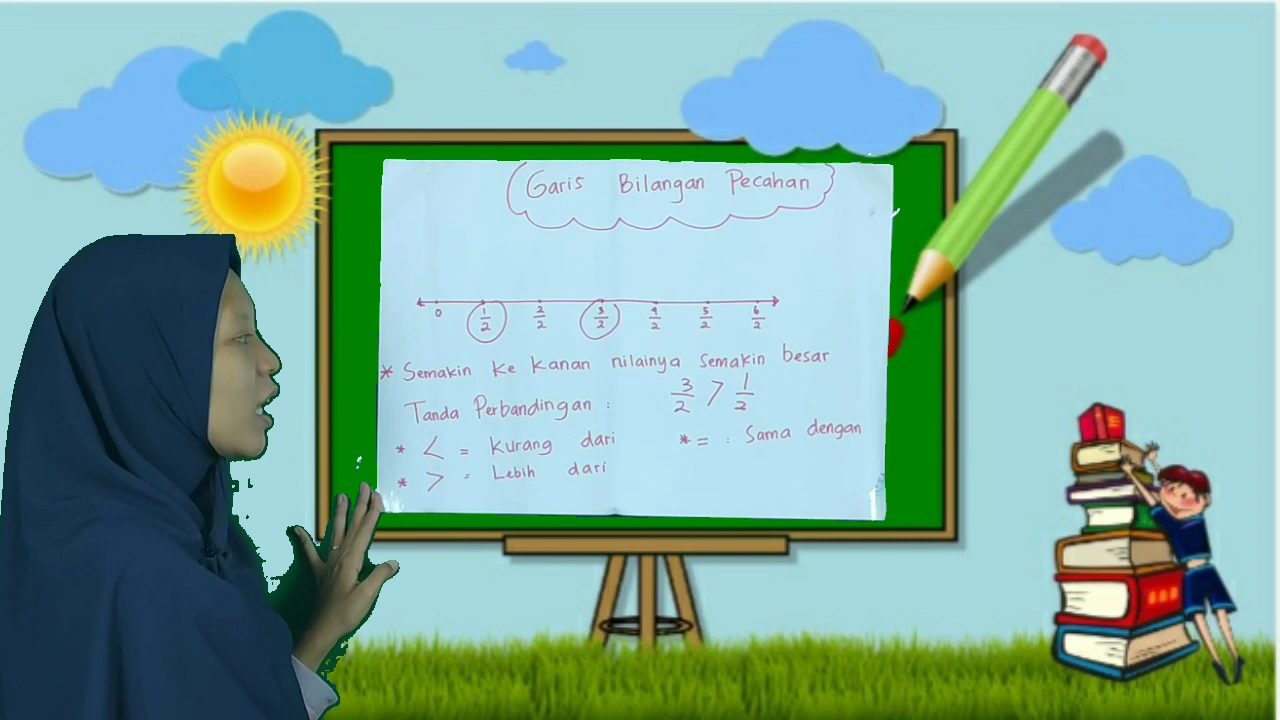 Garis Bilangan Pecahan
0 1/2 2/2 3/2 4/2 5/2 6/2
* Semakin ke kanan nilainya semakin besar
3/2 > 1/2
Tanda Perbandingan :
* < = Kurang dari
* = : Sama dengan
* > = Lebih dari